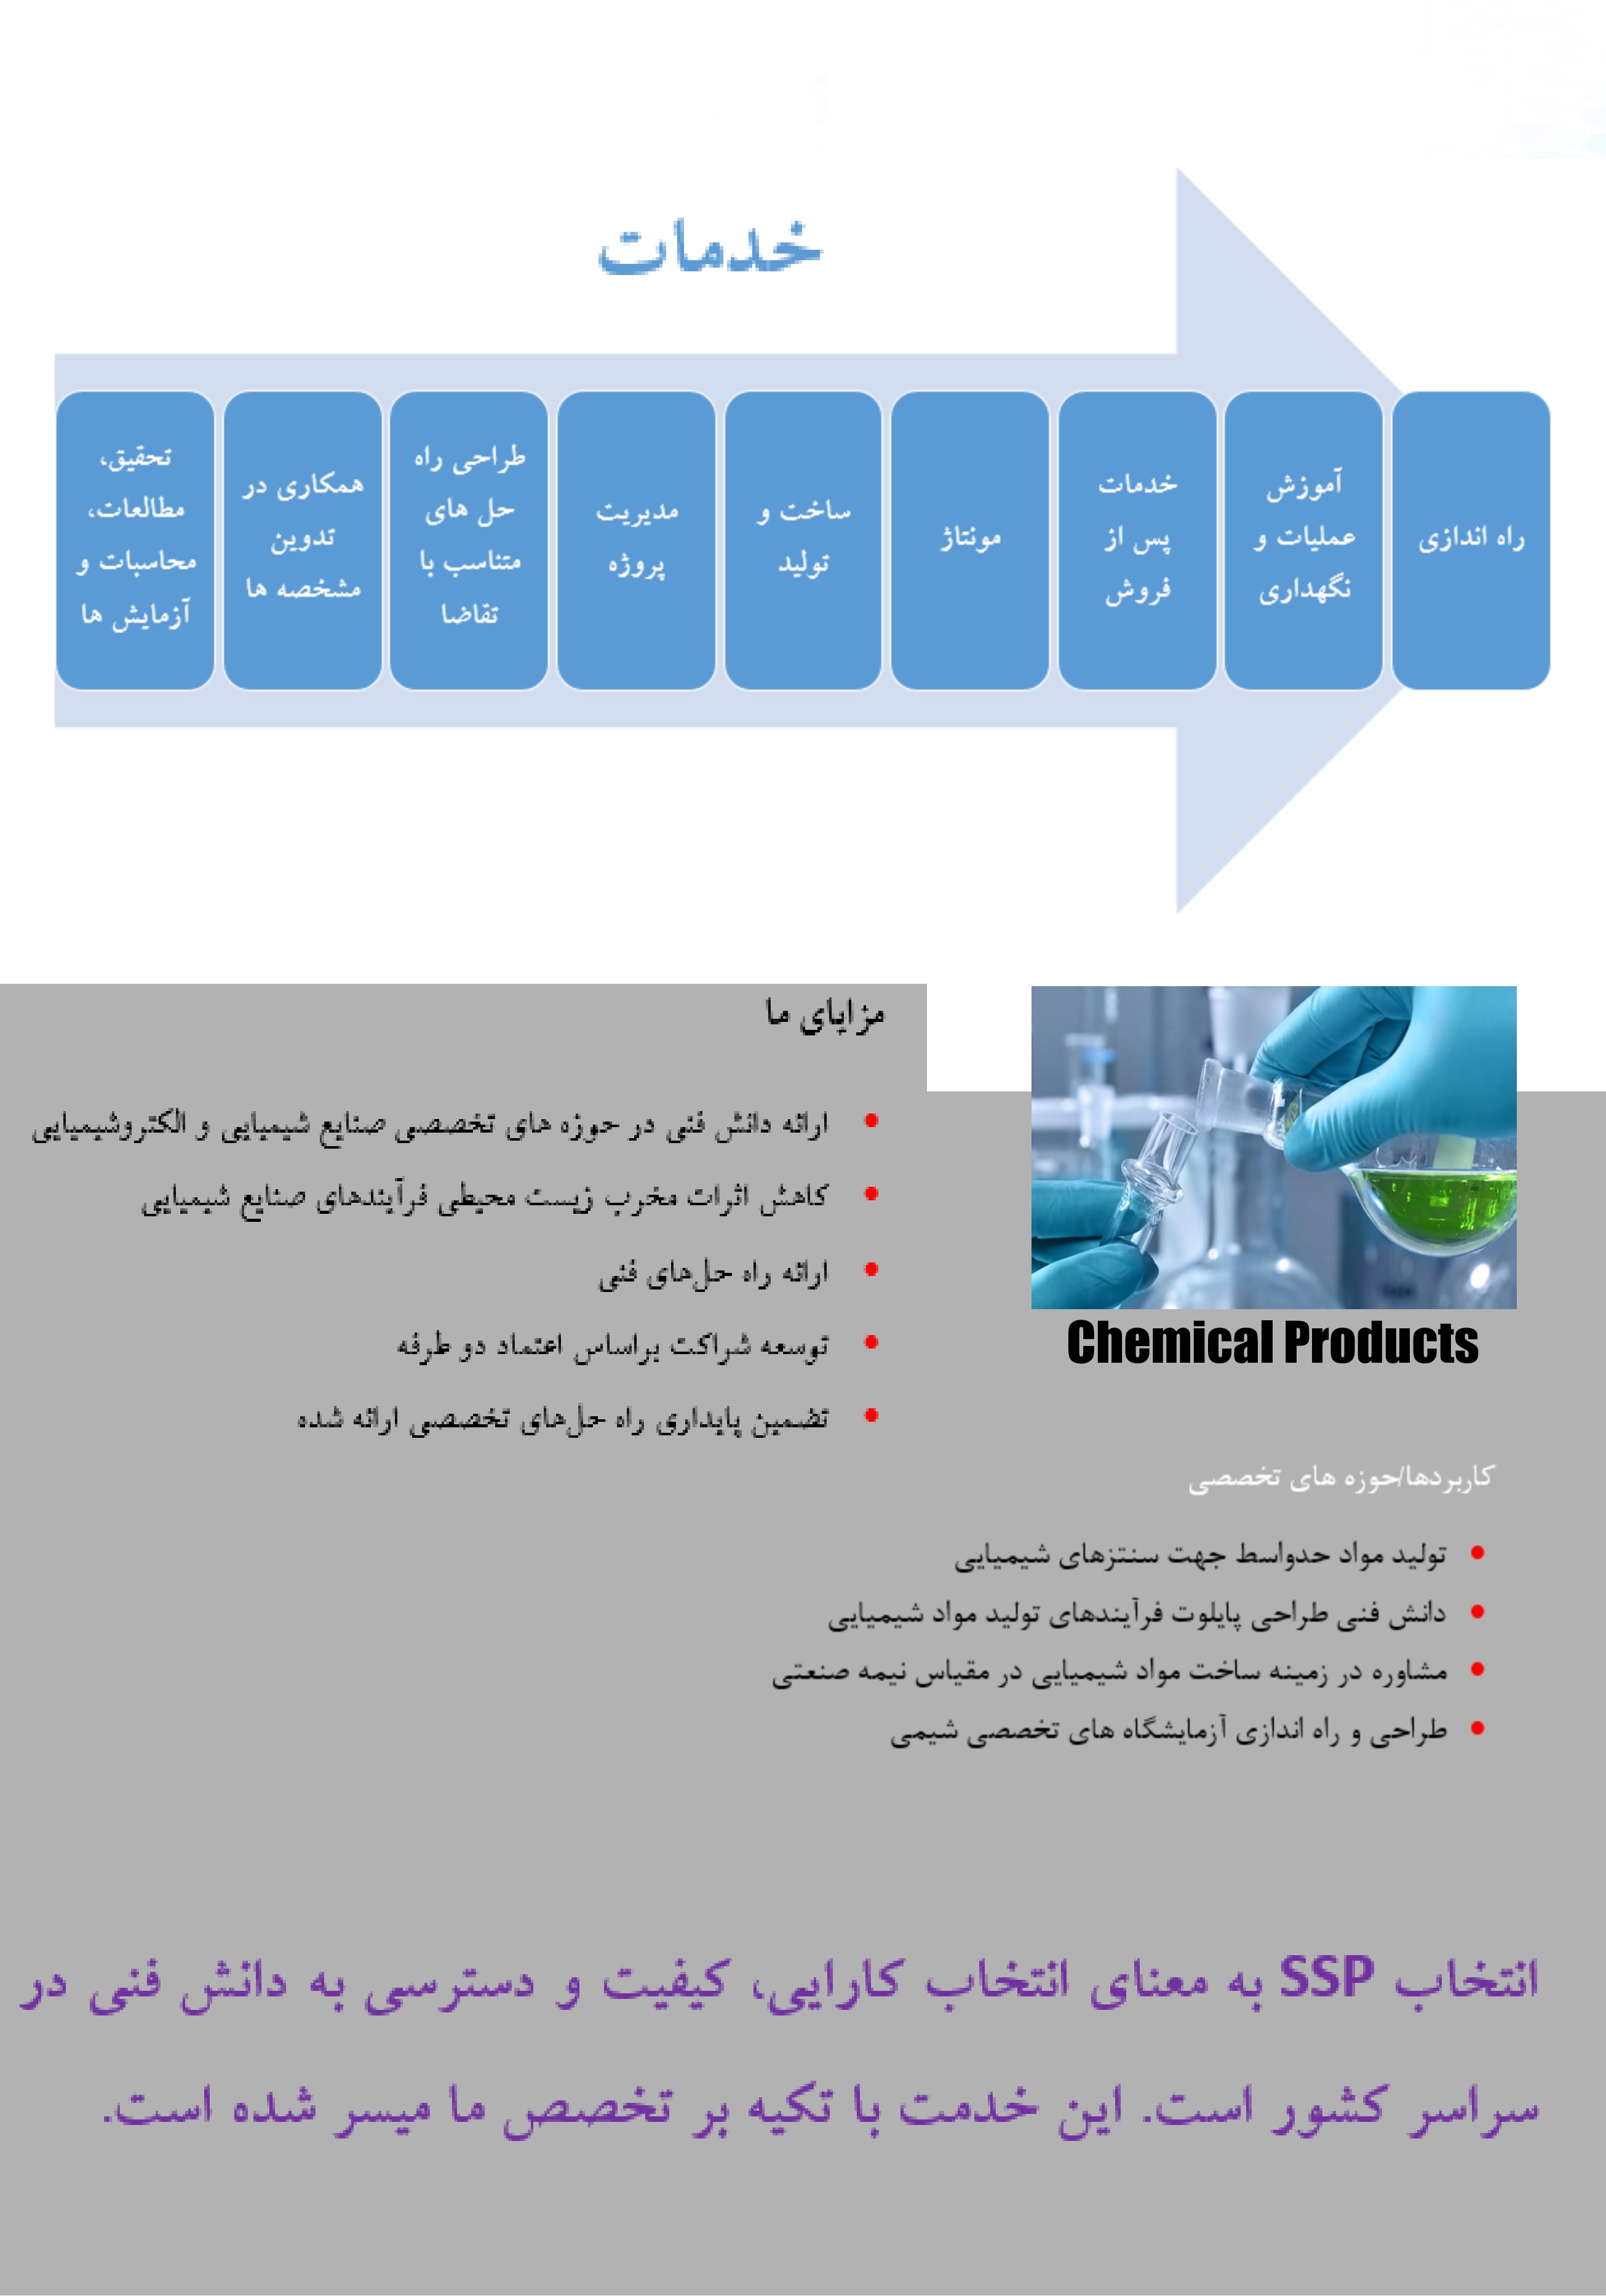 خدمات
تحقیق،
مطالعات،
محاسبات و
آزمایش ها
همکاری در
تدوین
مشخصه ها
طراحی راه
حل های
متناسب با
تقاضا
مدیریت
پروژه
ساخت و
تولید
مونتاژ
خدمات
پس از
فروش
آموزش
عملیات و
نگهداری
راه اندازی
مزایای ما
ارائه دانش فنی در حوزه های تخصصی صنایع شیمیایی و الکتروشیمیایی
کاهش اثرات مخرب زیست محیطی فرآیندهای صنایع شیمیایی
ارائه راه حل‌های فنی
توسعه شراکت براساس اعتماد دو طرفه
تضمین پایداری راه حل‌های تخصصی ارائه شده
Chemical Products
کاربردها/حوزه های تخصصی
تولید مواد حدواسط جهت سنتزهای شیمیایی
دانش فنی طراحی پایلوت فرآیندهای تولید مواد شیمیایی
مشاوره در زمینه ساخت مواد شیمیایی در مقیاس نیمه صنعتی
طراحی و راه اندازی آزمایشگاه های تخصصی شیمی
انتخاب SSP به معنای انتخاب کارایی، کیفیت و دسترسی به دانش فنی در
سراسر کشور است. این خدمت با تکیه بر تخصص ما میسر شده است.